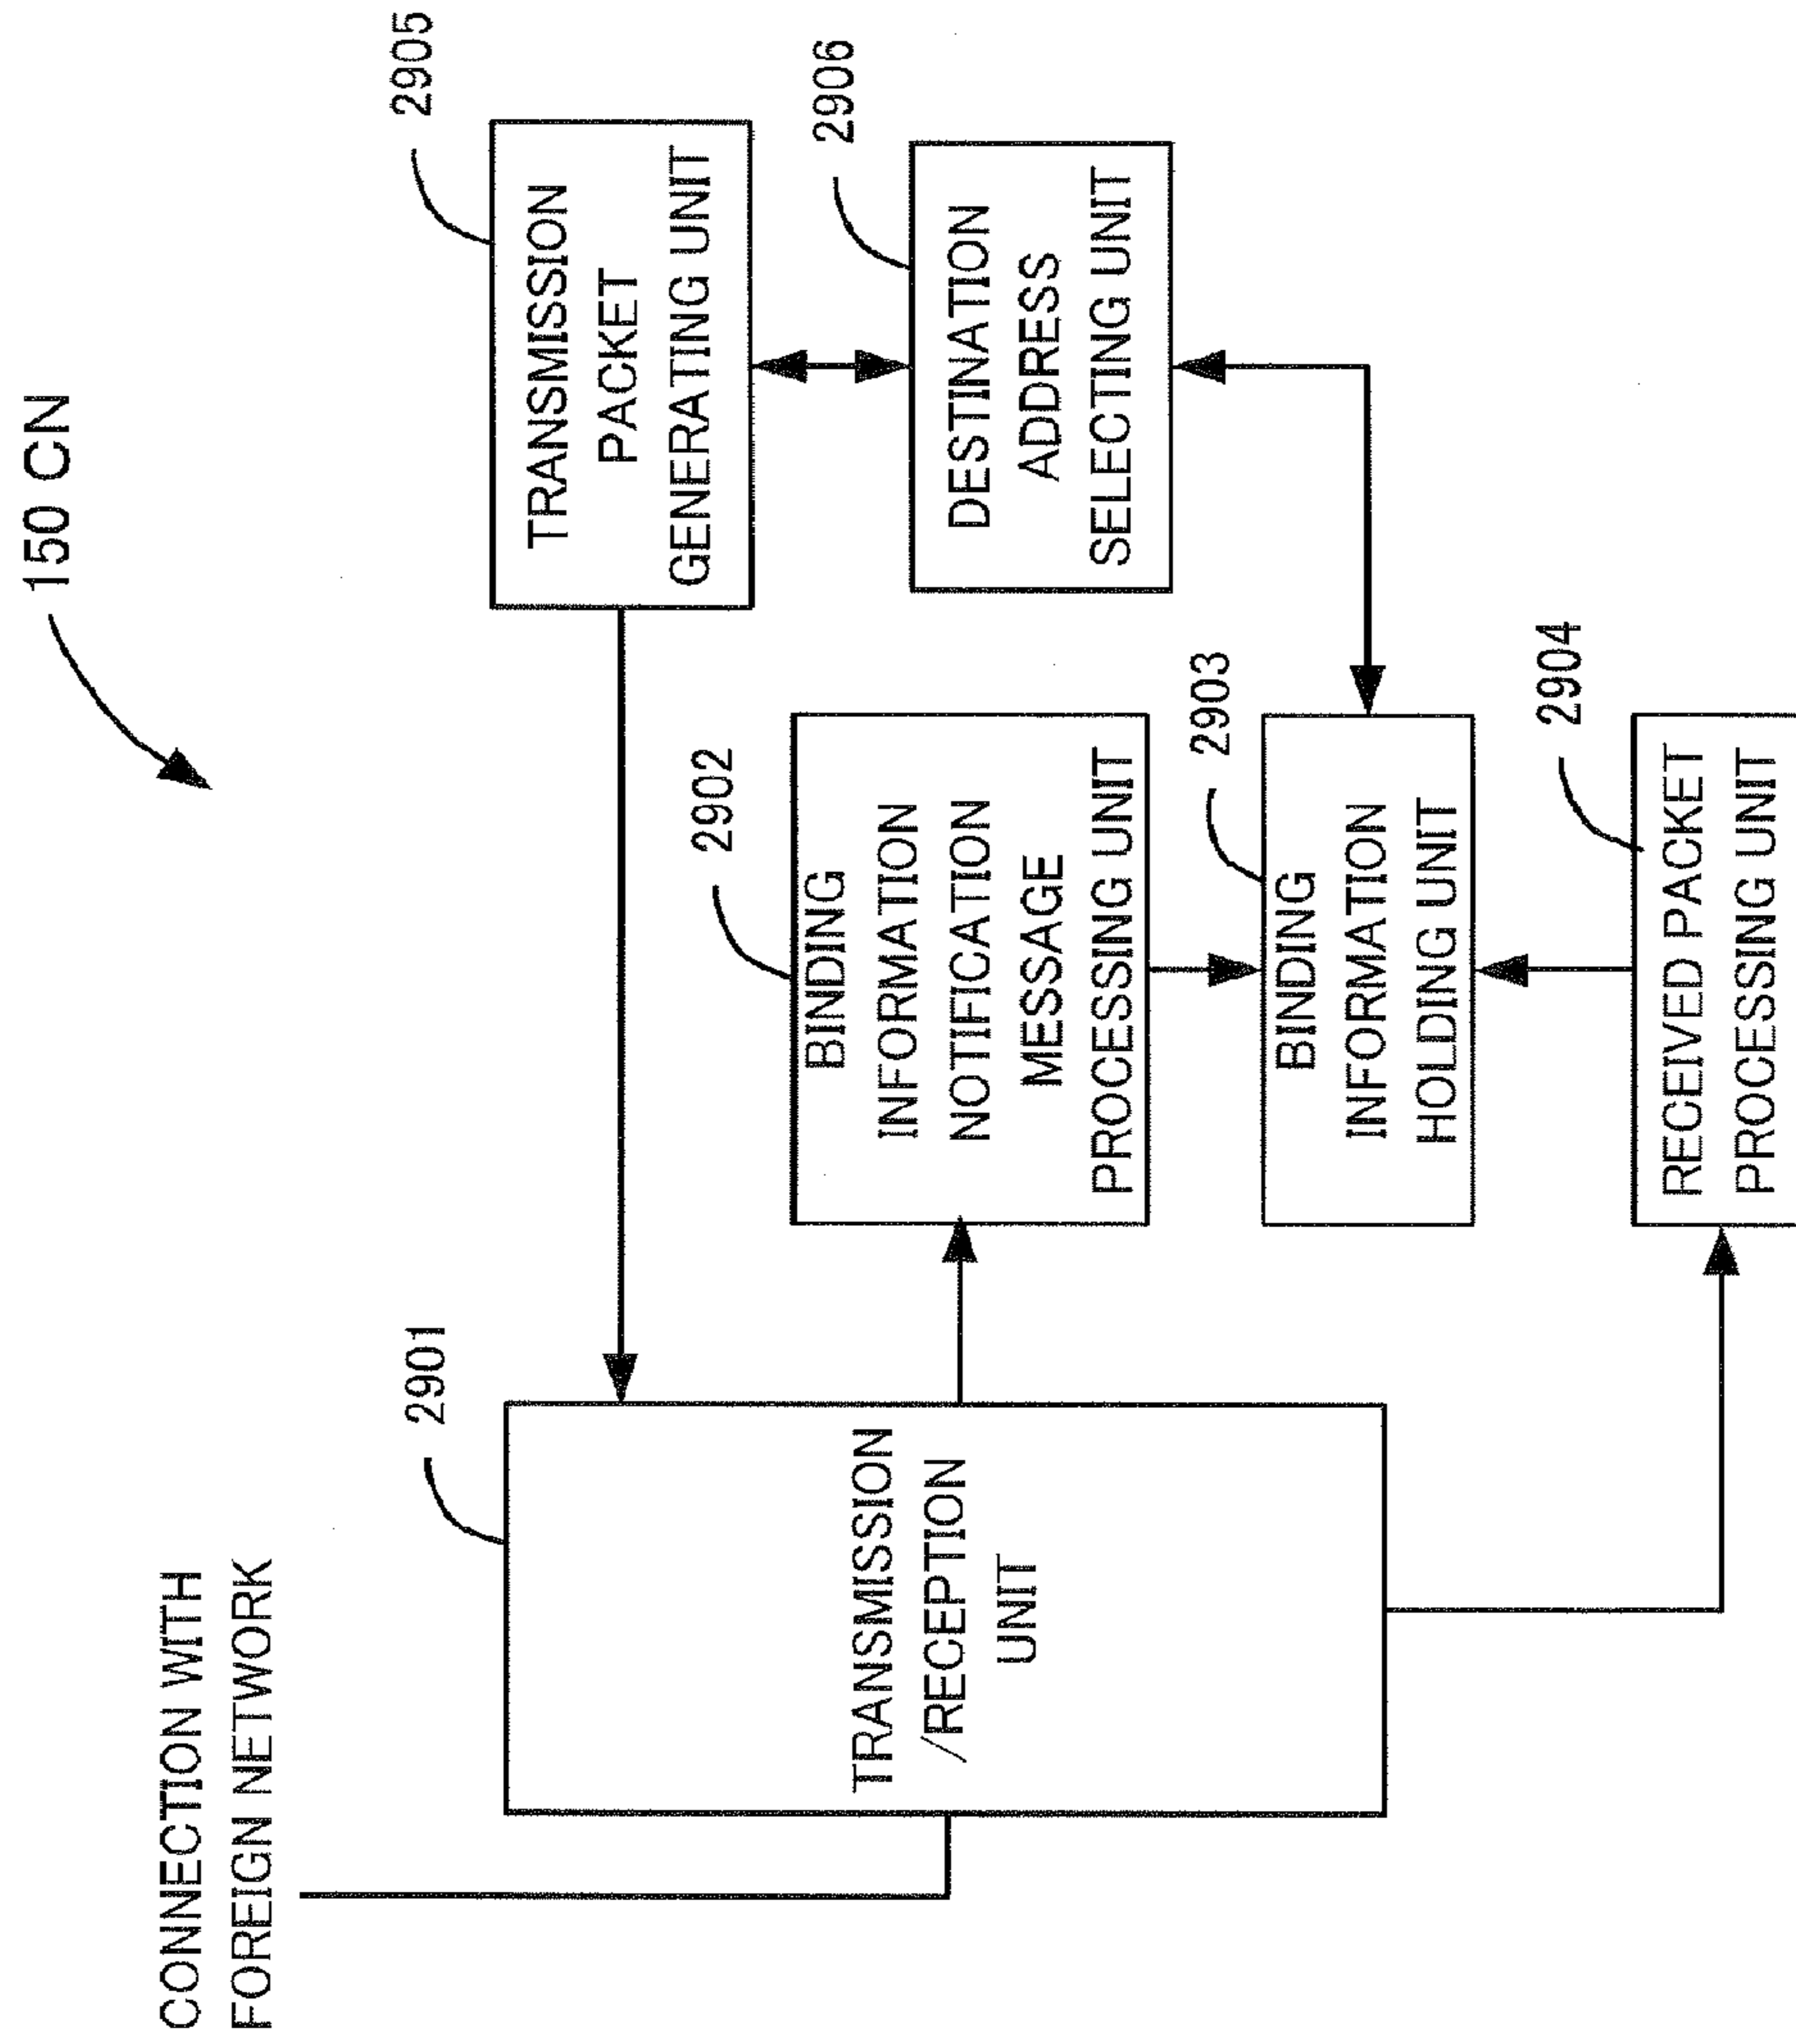 150 CN
CONNECTION WITH
FOREIGN NETWORK
2901
TRANSMISSION
/RECEPTION
UNIT
2905
TRANSMISSION
PACKET
GENERATING UNIT
2902
BINDING
INFORMATION
NOTIFICATION
MESSAGE
PROCESSING UNIT
2906
DESTINATION
ADDRESS
SELECTING UNIT
2903
BINDING
INFORMATION
HOLDING UNIT
2904
RECEIVED PACKET
PROCESSING UNIT